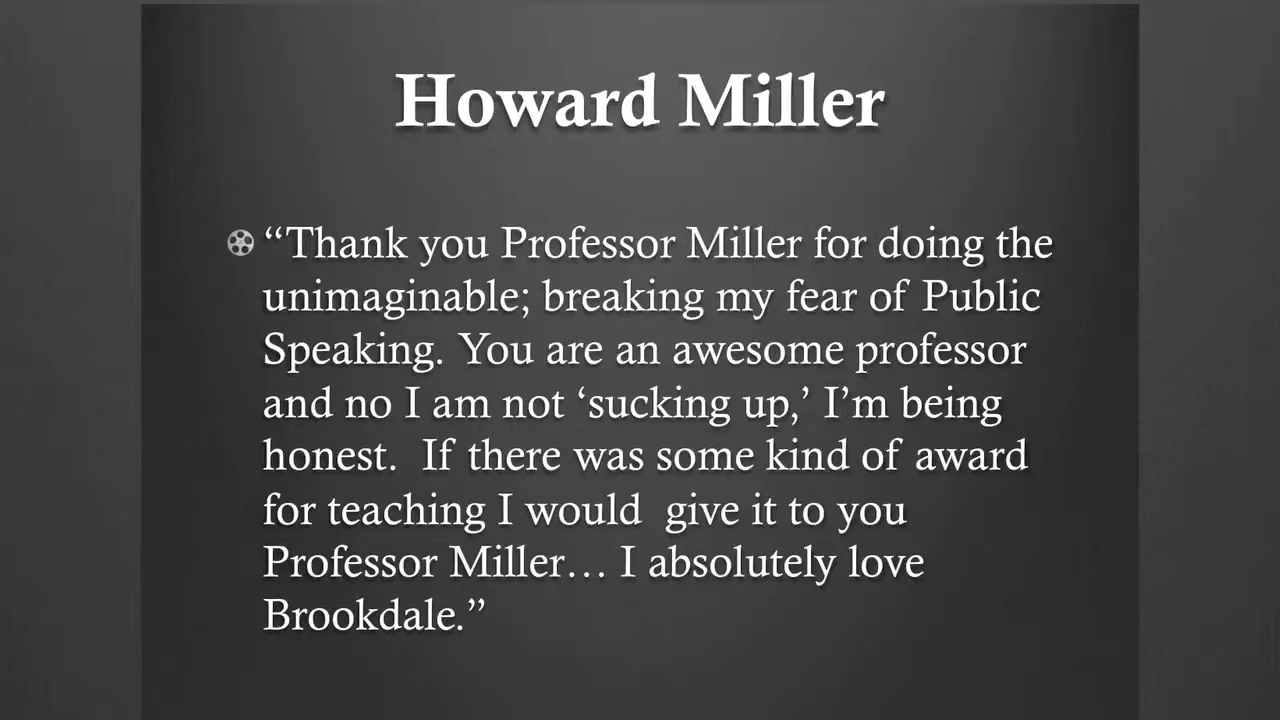 Howard Miller
“Thank you Professor Miller for doing the
unimaginable; breaking my fear of Public
Speaking. You are an awesome professor
and no I am not ‘sucking up,’ I’m being
honest.  If there was some kind of award
for teaching I would  give it to you
Professor Miller… I absolutely love
Brookdale.”